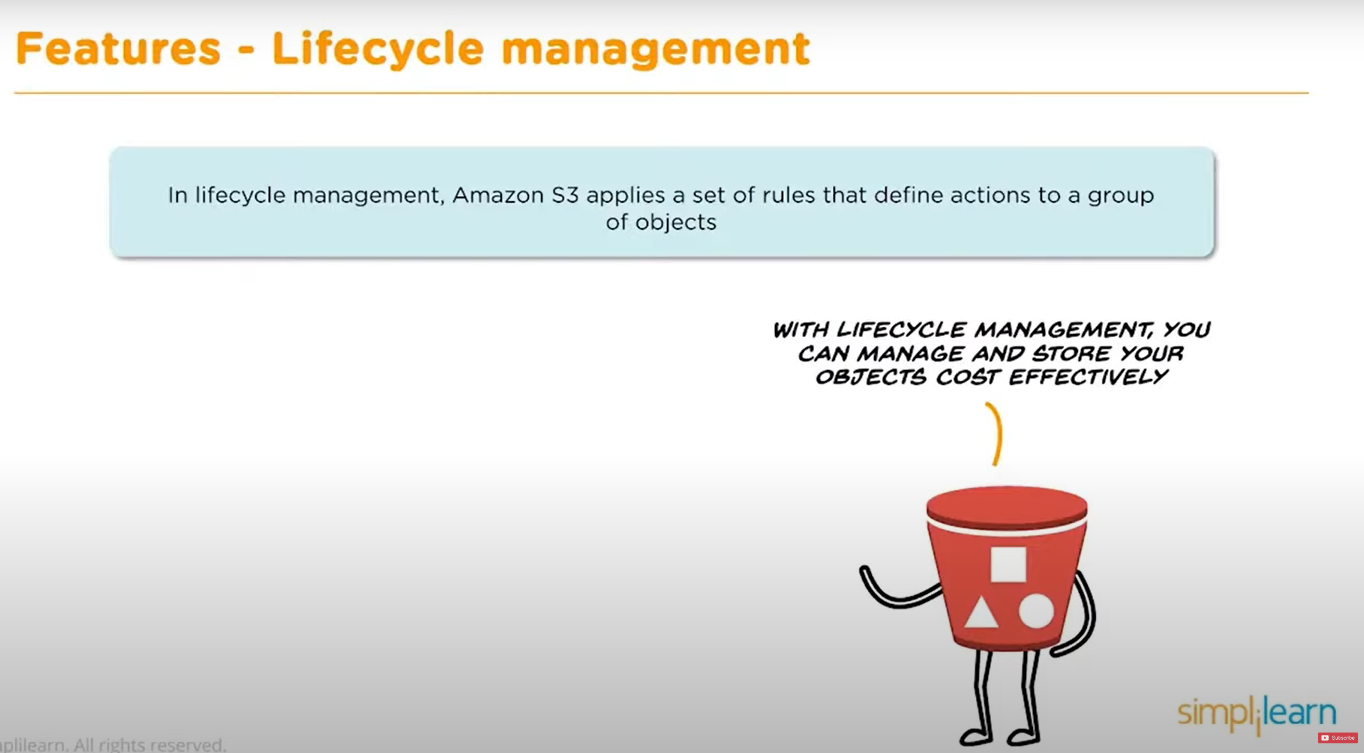 Features - Lifecycle management
In lifecycle management, Amazon S3 applies a set of rules that define actions to a group
of objects
WITH LIFECYCLE MANAGEMENT, YOU
CAN MANAGE AND STORE YOUR
OBJECTS COST EFFECTIVELY
simplilearn
Subscribe
plilearn. All rights reserved.